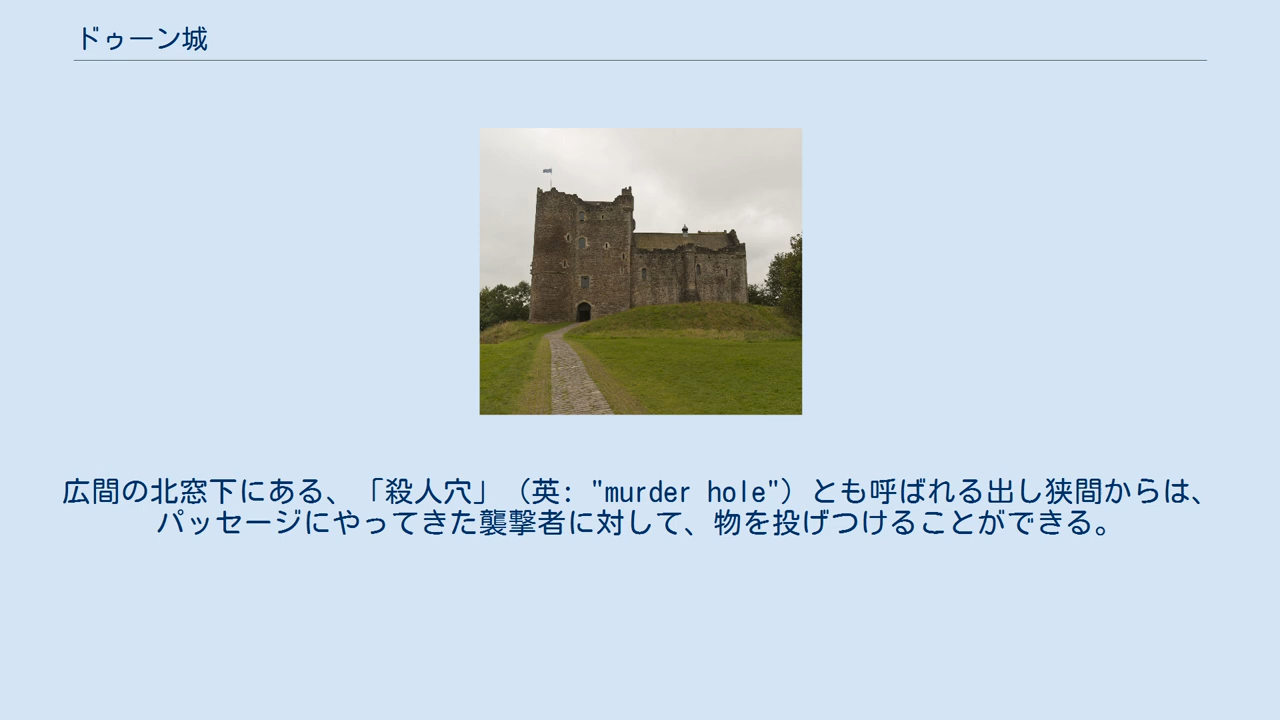 ドゥーン城
広間の北窓下にある、「殺人穴」（英: "murder hole"）とも呼ばれる出し狭間からは、
パッセージにやってきた襲撃者に対して、物を投げつけることができる。